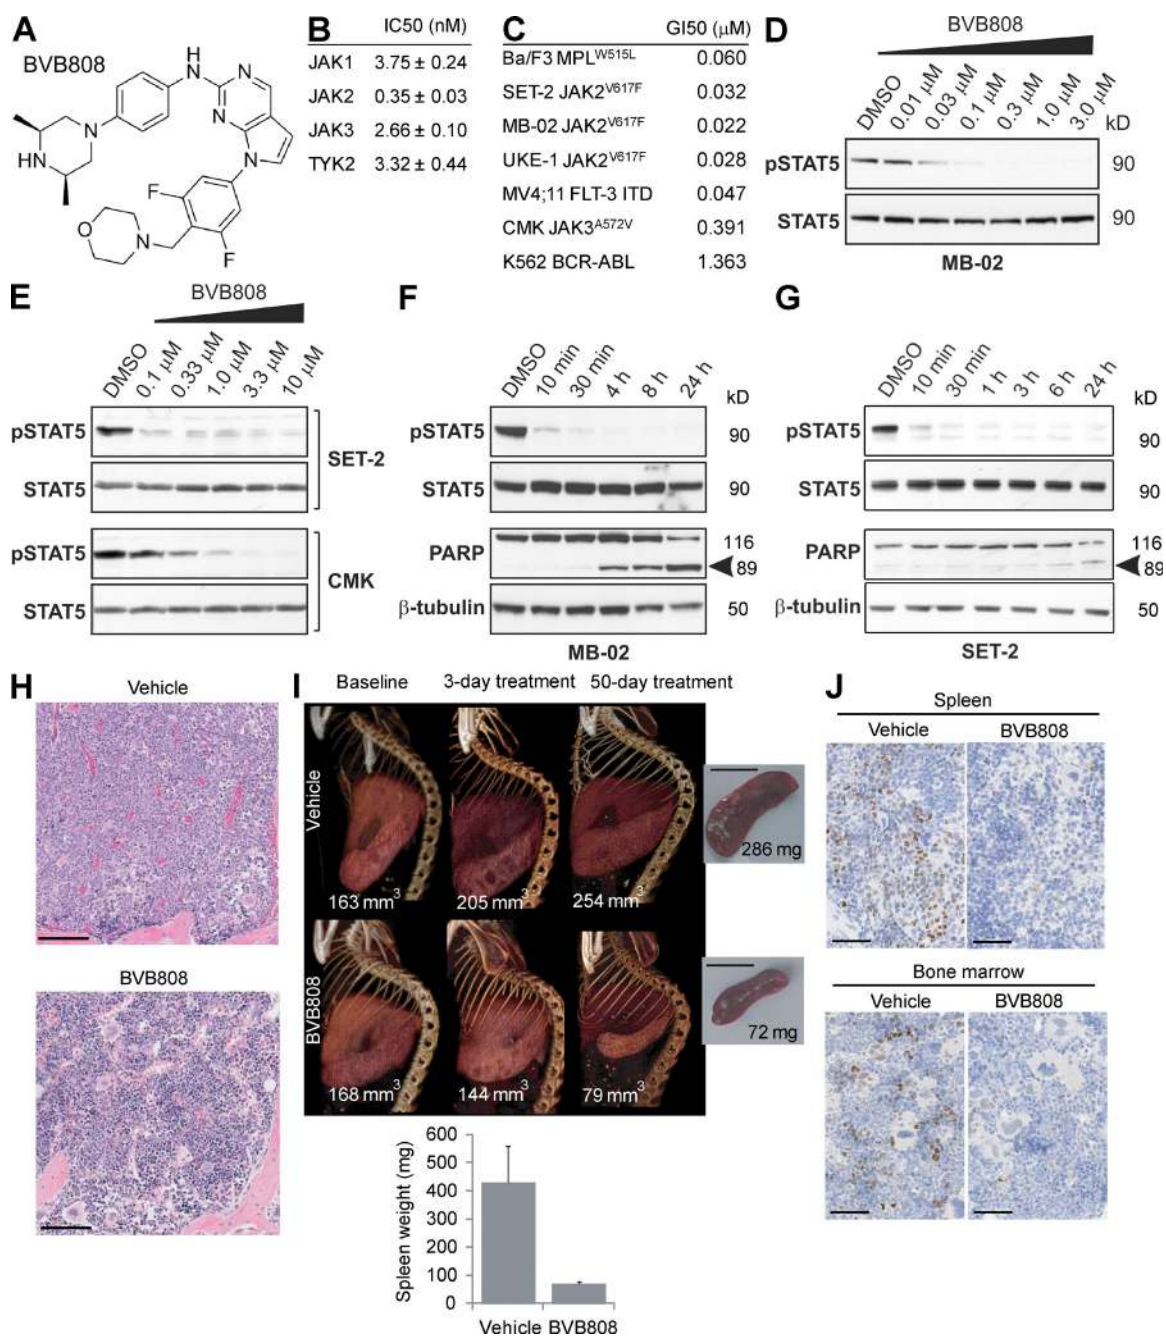 A
BVB808
H
N
N
N
N
N
HN
N
F
F
O
N
B
IC50 (nM)
JAK1 3.75 ± 0.24
JAK2 0.35 ± 0.03
JAK3 2.66 ± 0.10
TYK2 3.32 ± 0.44
C
GI50 (μM)
Ba/F3 MPL^W515L 0.060
SET-2 JAK2^V617F 0.032
MB-02 JAK2^V617F 0.022
UKE-1 JAK2^V617F 0.028
MV4;11 FLT-3 ITD 0.047
CMK JAK3^A572V 0.391
K562 BCR-ABL 1.363
D
BVB808
DMSO 0.01 μM 0.03 μM 0.1 μM 0.3 μM 1.0 μM 3.0 μM kD
pSTAT5 90
STAT5 90
MB-02
E
BVB808
DMSO 0.1 μM 0.33 μM 1.0 μM 3.3 μM 10 μM
pSTAT5
STAT5
SET-2
pSTAT5
STAT5
CMK
F
DMSO 10 min 30 min 4 h 8 h 24 h kD
pSTAT5 90
STAT5 90
PARP 116
89
β-tubulin 50
MB-02
G
DMSO 10 min 30 min 1 h 3 h 6 h 24 h kD
pSTAT5 90
STAT5 90
PARP 116
89
β-tubulin 50
SET-2
H
Vehicle
BVB808
I
Baseline 3-day treatment 50-day treatment
Vehicle
163 mm³ 205 mm³ 254 mm³
286 mg
BVB808
168 mm³ 144 mm³ 79 mm³
72 mg
Spleen weight (mg)
600
500
400
300
200
100
0
Vehicle BVB808
J
Spleen
Vehicle BVB808
Bone marrow
Vehicle BVB808